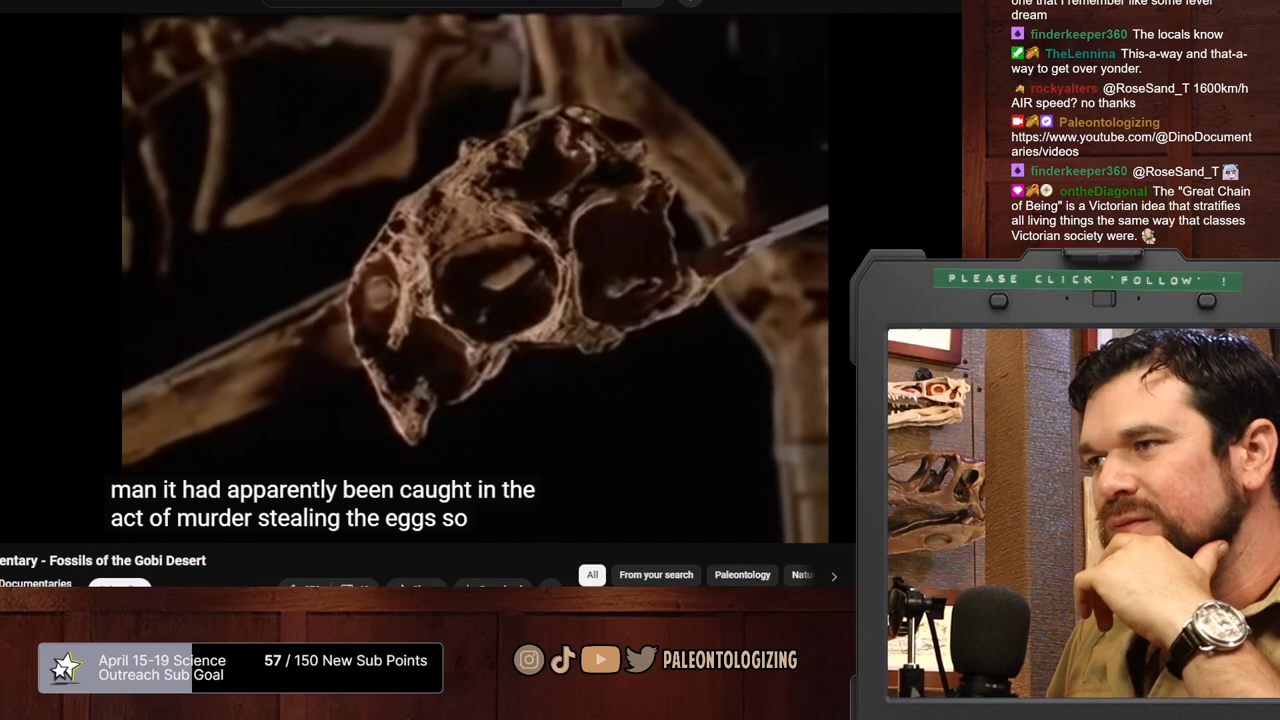 one that I remember like some fever
dream
finderkeeper360 The locals know
TheLennina This-a-way and that-a-
way to get over yonder.
rockyalters @RoseSand_T 1600km/h
AIR speed? no thanks
Paleontologizing
https://www.youtube.com/@DinoDocument
aries/videos
finderkeeper360 @RoseSand_T
ontheDiagonal The "Great Chain
of Being" is a Victorian idea that stratifies
all living things the same way that classes
Victorian society were.
PLEASE CLICK "FOLLOW" !
man it had apparently been caught in the
act of murder stealing the eggs so
entary - Fossils of the Gobi Desert
Documentaries
All
From your search
Paleontology
Natu
April 15-19 Science
Outreach Sub Goal
57 / 150 New Sub Points
PALEONTOLOGIZING